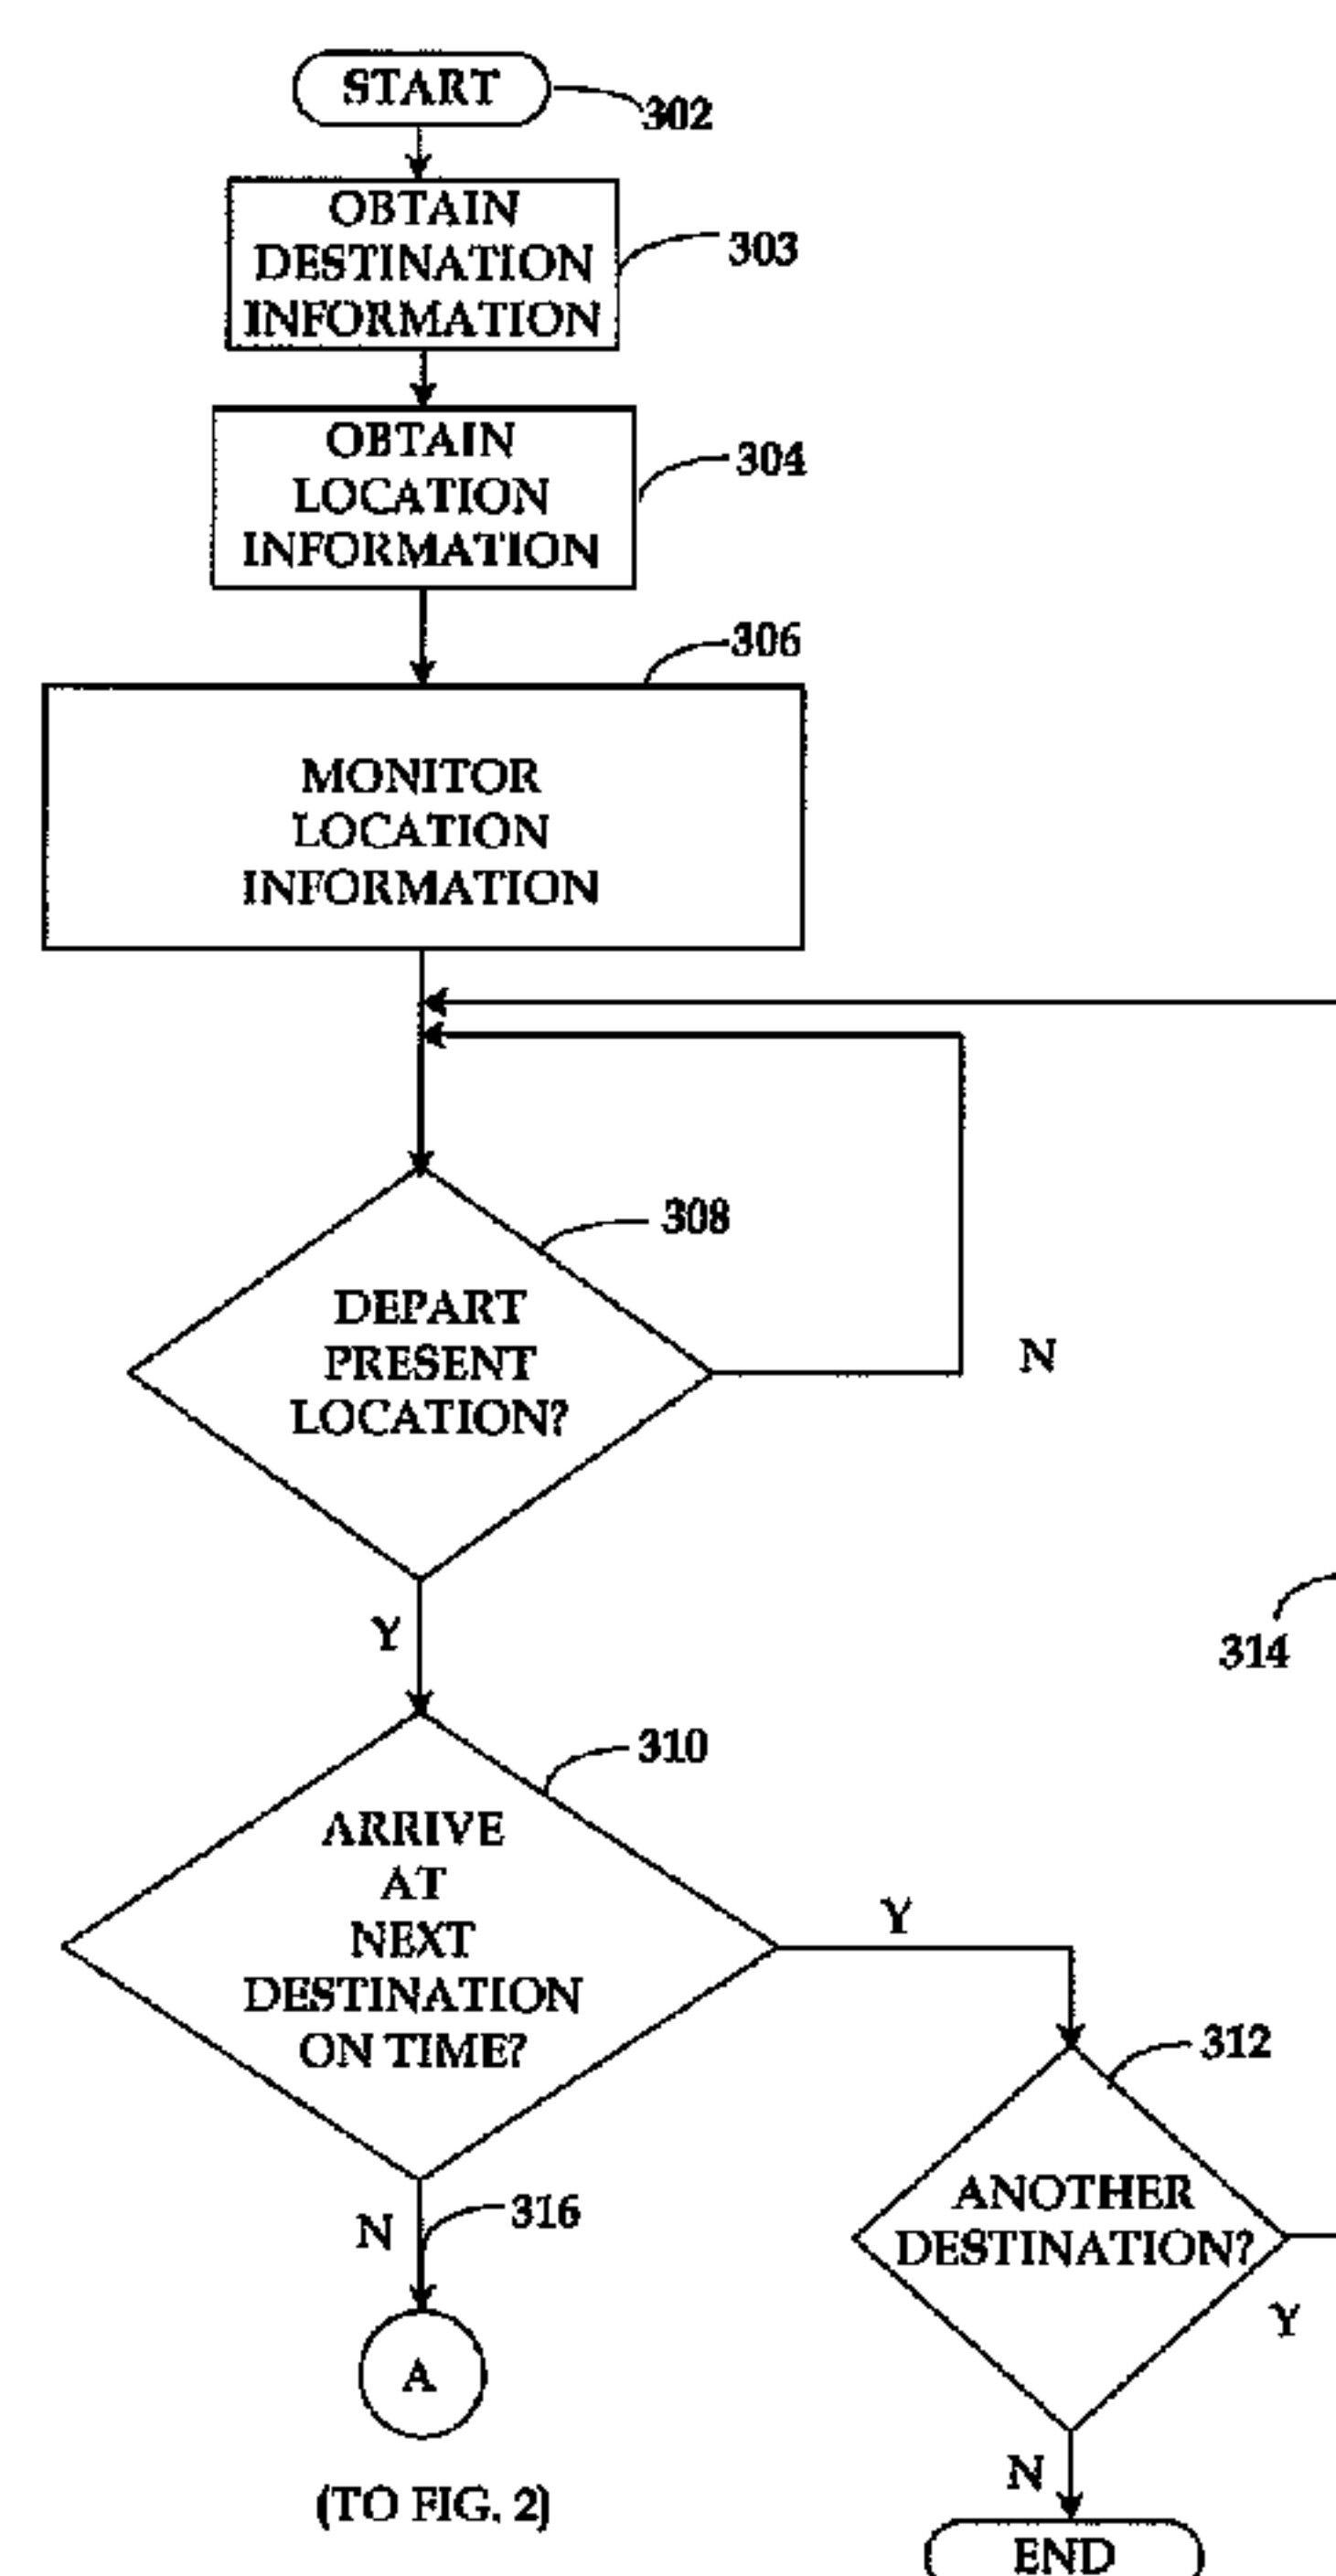 START
302
OBTAIN
DESTINATION
INFORMATION
303
OBTAIN
LOCATION
INFORMATION
304
306
MONITOR
LOCATION
INFORMATION
308
DEPART
PRESENT
LOCATION?
N
Y
314
310
ARRIVE
AT
NEXT
DESTINATION
ON TIME?
Y
312
ANOTHER
DESTINATION?
Y
N
316
A
N
(TO FIG. 2)
END